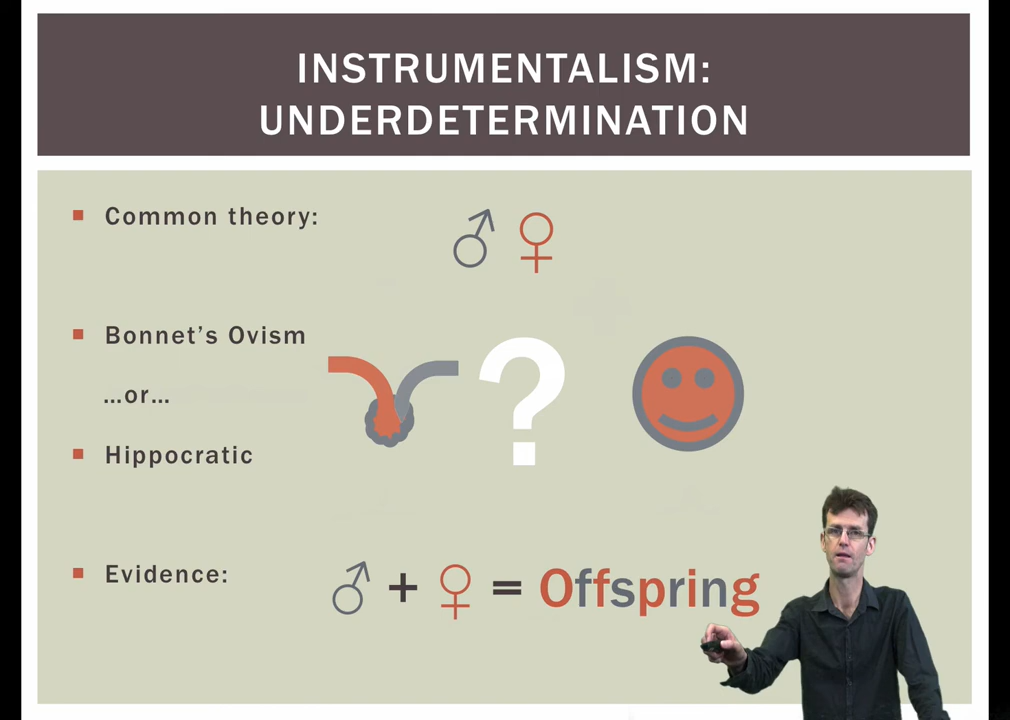 INSTRUMENTALISM:
UNDERDETERMINATION
Common theory:
♂ ♀
Bonnet's Ovism
…or…
?
Hippocratic
Evidence:
♂ + ♀ = Offspring